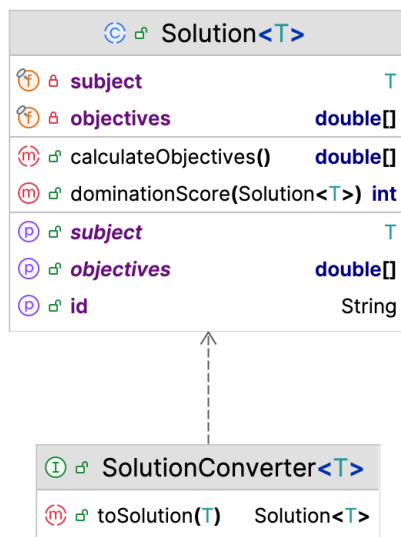 Solution<T>
subject T
objectives double[]
calculateObjectives() double[]
dominationScore(Solution<T>) int
subject T
objectives double[]
id String
SolutionConverter<T>
toSolution(T) Solution<T>